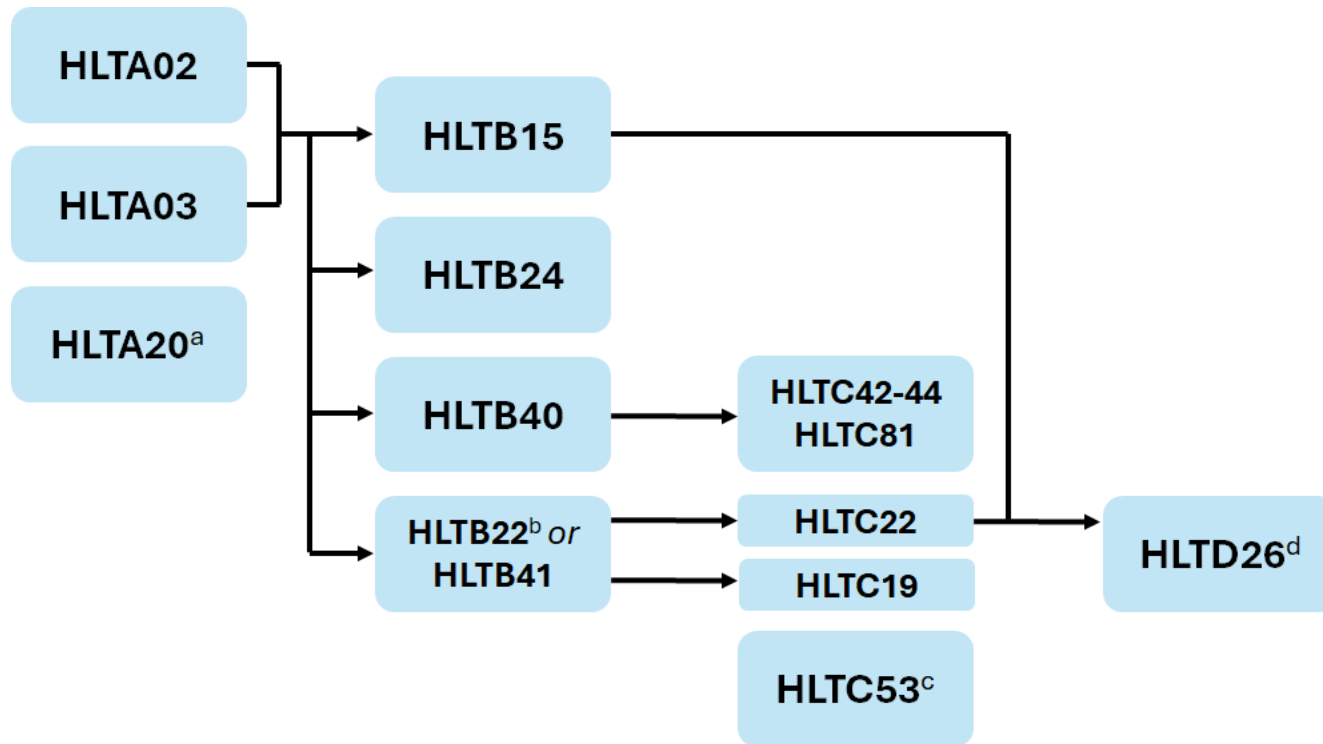 HLTA02
HLTA03
HLTA20ᵃ
HLTB15
HLTB24
HLTB40
HLTB22ᵇ or
HLTB41
HLTC42-44
HLTC81
HLTC22
HLTC19
HLTC53ᶜ
HLTD26ᵈ